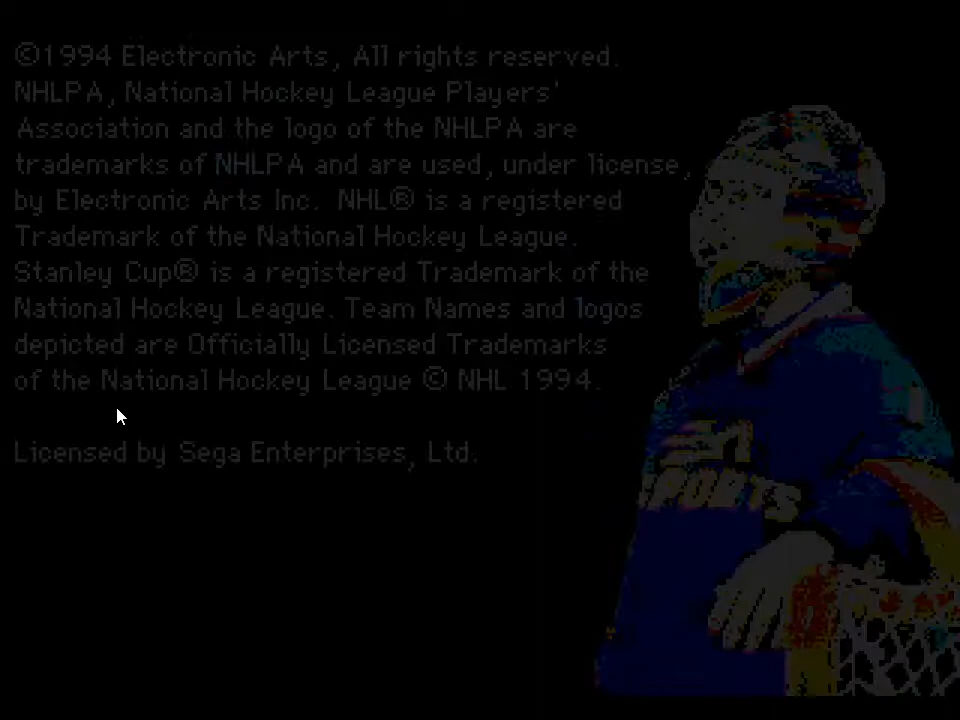 ©1994 Electronic Arts, All rights reserved.
NHLPA, National Hockey League Players'
Association and the logo of the NHLPA are
trademarks of NHLPA and are used, under license,
by Electronic Arts Inc. NHL® is a registered
Trademark of the National Hockey League.
Stanley Cup® is a registered Trademark of the
National Hockey League. Team Names and logos
depicted are Officially Licensed Trademarks
of the National Hockey League © NHL 1994.
Licensed by Sega Enterprises, Ltd.
EA
SPORTS